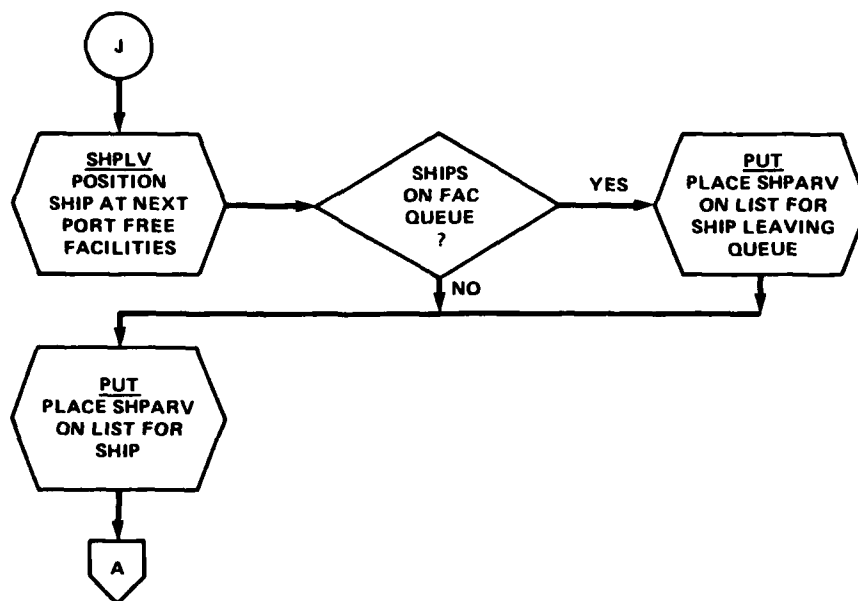 J
SHPLV
POSITION
SHIP AT NEXT
PORT FREE
FACILITIES
SHIPS
ON FAC
QUEUE
?
YES
PUT
PLACE SHPARV
ON LIST FOR
SHIP LEAVING
QUEUE
NO
PUT
PLACE SHPARV
ON LIST FOR
SHIP
A